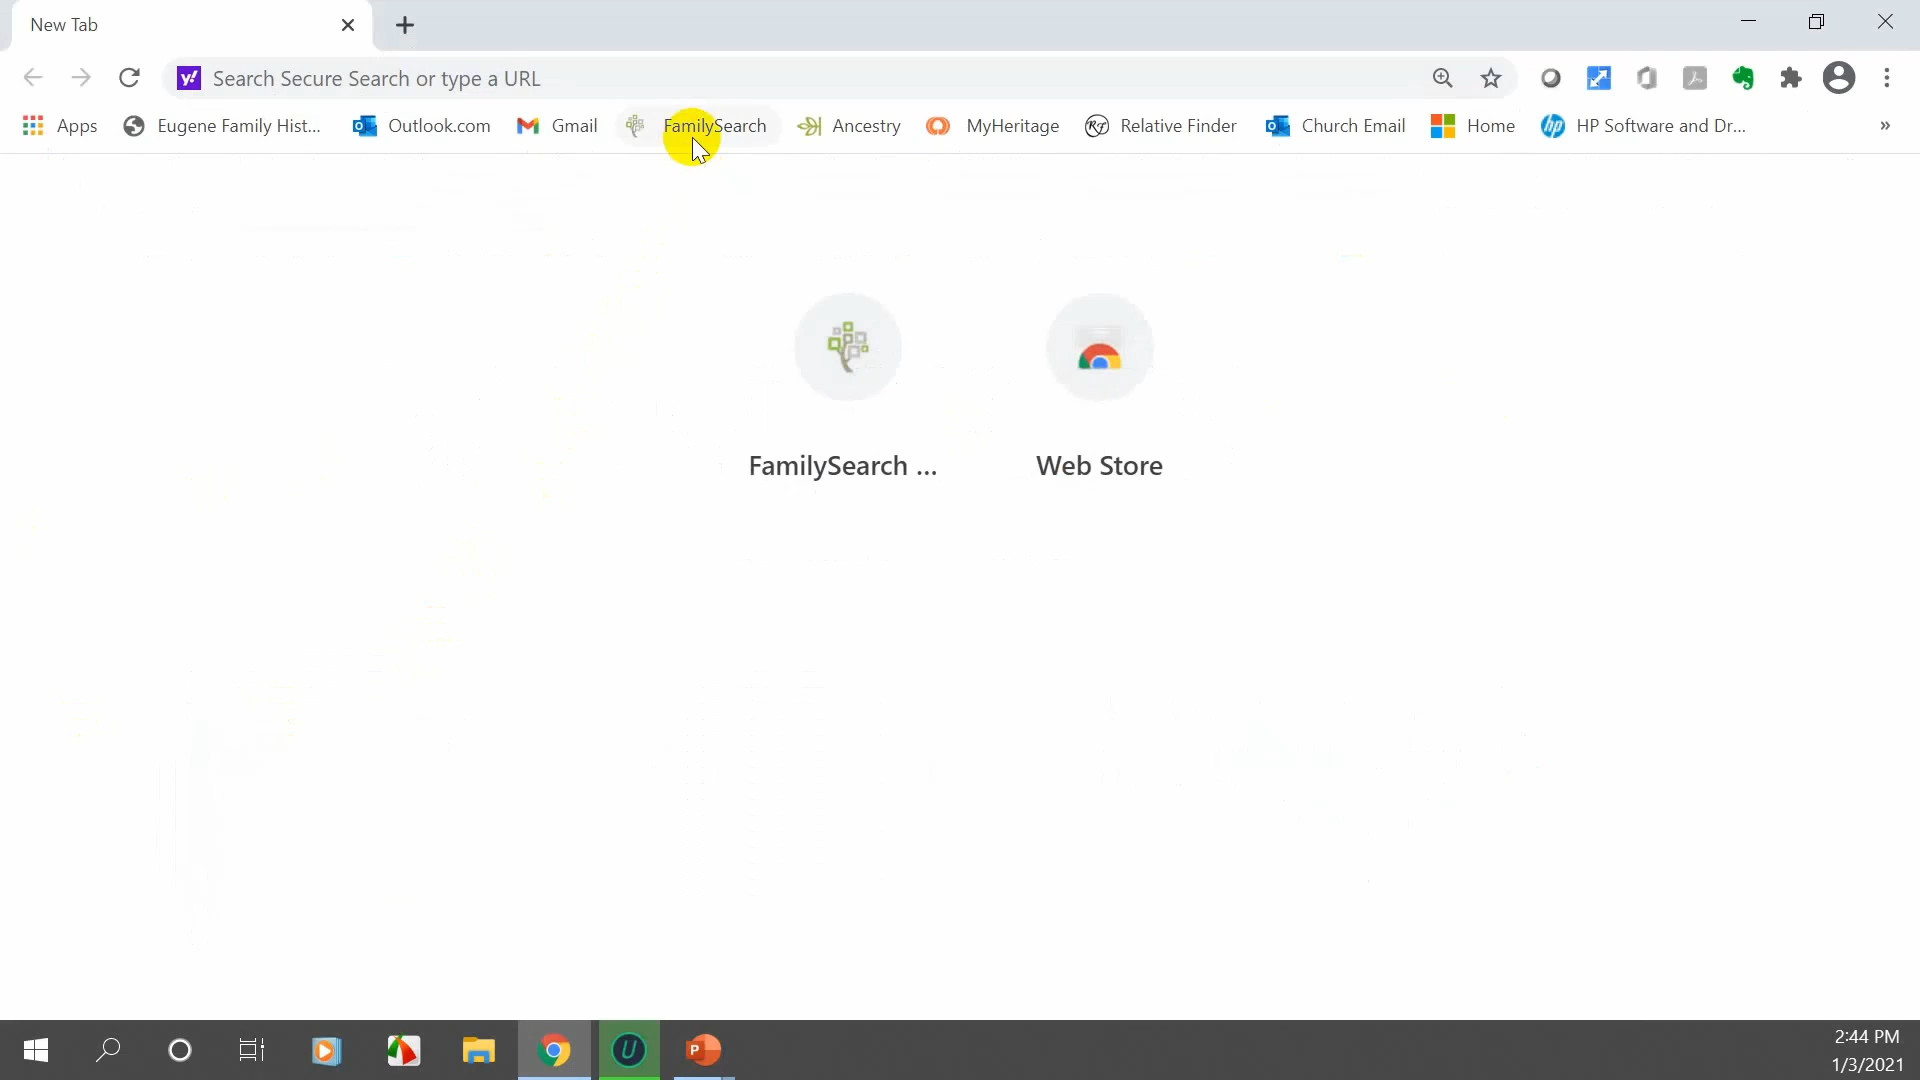 New Tab
Search Secure Search or type a URL
Apps Eugene Family Hist... Outlook.com Gmail FamilySearch Ancestry MyHeritage Relative Finder Church Email Home HP Software and Dr... »
FamilySearch ... Web Store
2:44 PM
1/3/2021